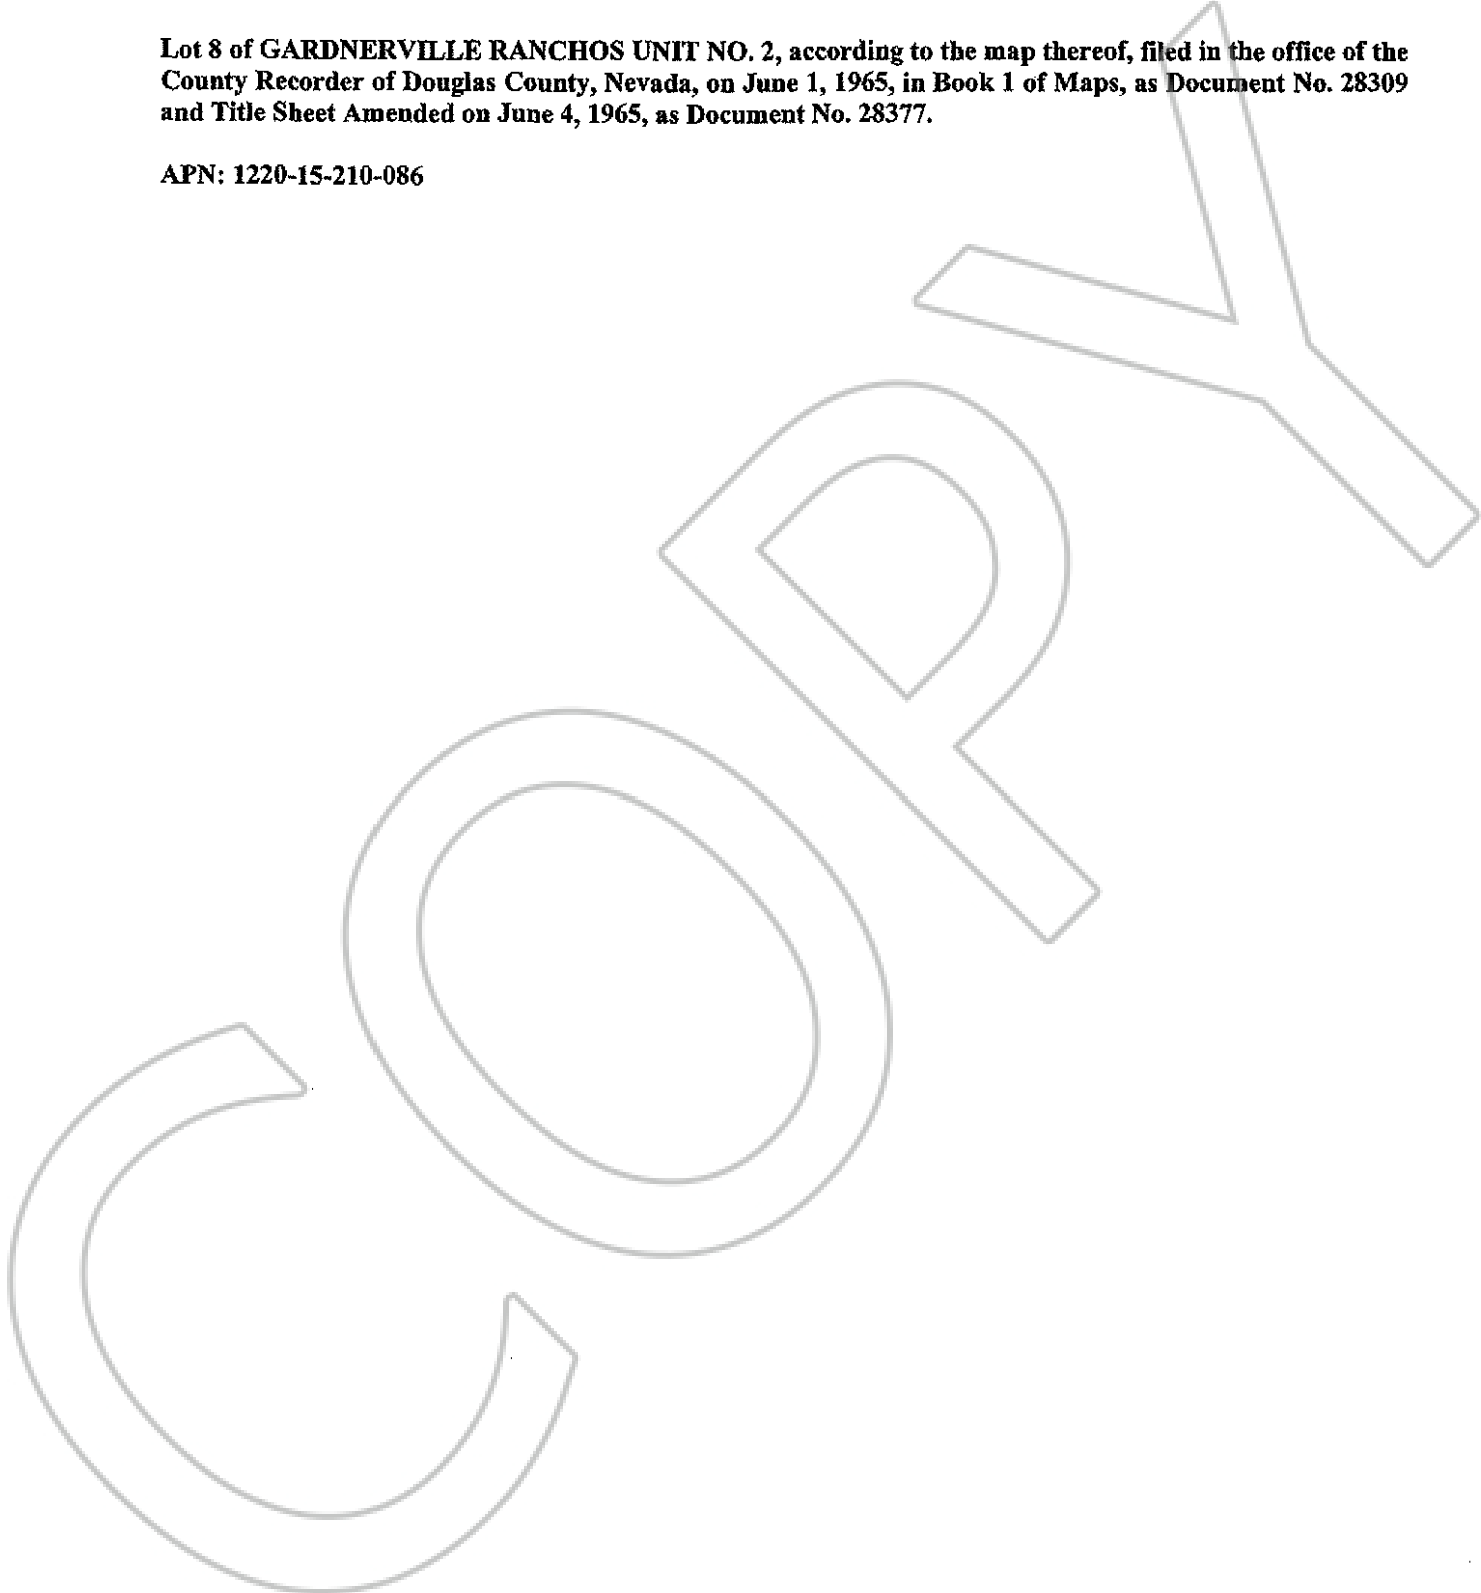 Lot 8 of GARDNERVILLE RANCHOS UNIT NO. 2, according to the map thereof, filed in the office of the
County Recorder of Douglas County, Nevada, on June 1, 1965, in Book 1 of Maps, as Document No. 28309
and Title Sheet Amended on June 4, 1965, as Document No. 28377.
APN: 1220-15-210-086
COPY